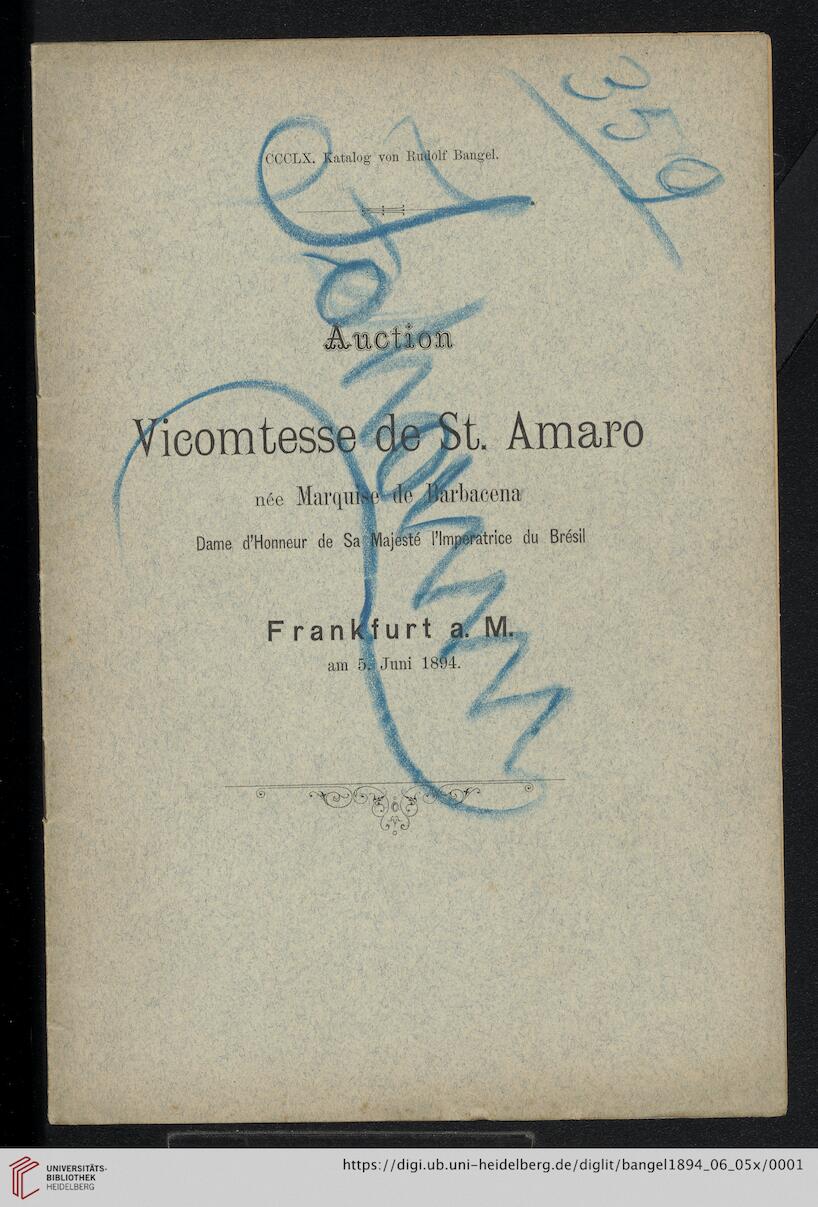 359
CCCLX. Katalog von Rudolf Bangel.
Auction
Vicomtesse de St. Amaro
née Marquise de Barbacena
Dame d'Honneur de Sa Majesté l'Imperatrice du Brésil
Frankfurt a. M.
am 5. Juni 1894.
UNIVERSITÄTS-
BIBLIOTHEK
HEIDELBERG
https://digi.ub.uni-heidelberg.de/diglit/bangel1894_06_05x/0001